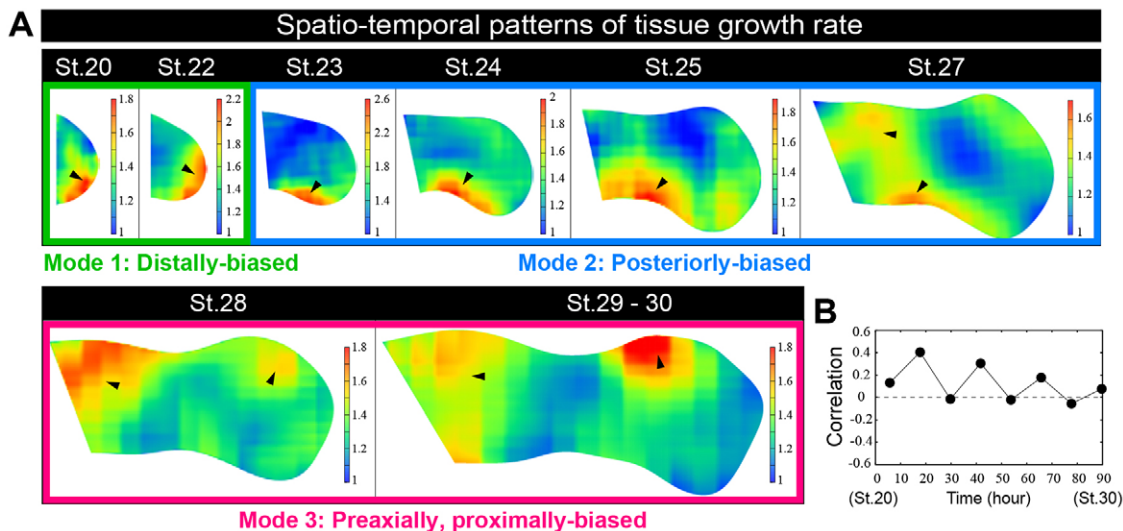 A
Spatio-temporal patterns of tissue growth rate
St.20 St.22 St.23 St.24 St.25 St.27
1.8 1.6 1.4 1.2 1
2.2 2 1.8 1.6 1.4 1.2 1
2.6 2.4 2.2 2 1.8 1.6 1.4 1.2 1
2 1.8 1.6 1.4 1.2 1
1.8 1.6 1.4 1.2 1
1.6 1.4 1.2 1
Mode 1: Distally-biased Mode 2: Posteriorly-biased
St.28 St.29 - 30
1.8 1.6 1.4 1.2 1
1.8 1.6 1.4 1.2 1
Mode 3: Preaxially, proximally-biased
B
Correlation
0.6
0.4
0.2
0
-0.2
-0.4
-0.6
0 10 20 30 40 50 60 70 80 90
(St.20) Time (hour) (St.30)